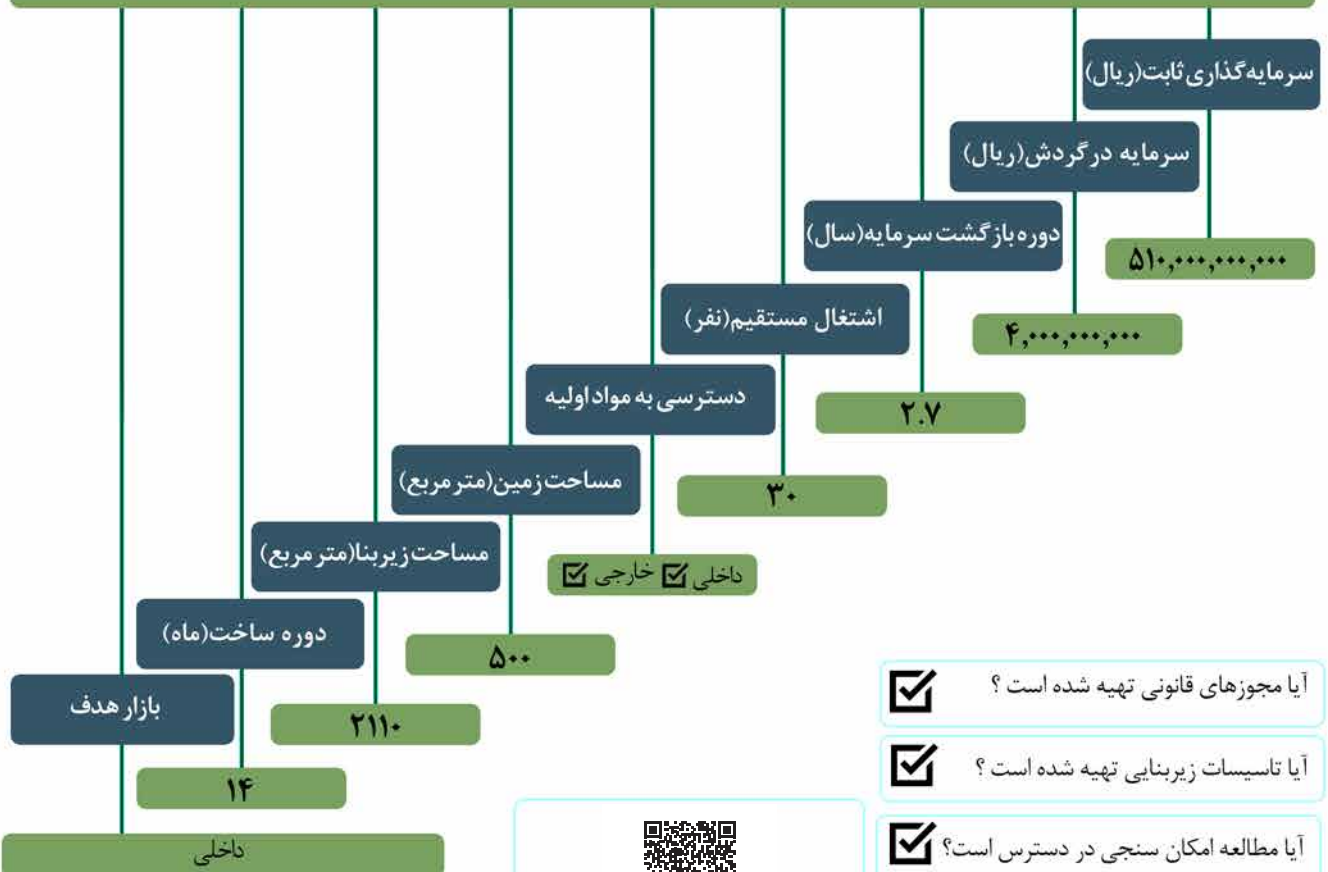 سرمایه‌گذاری ثابت(ریال)
۵۱۰,۰۰۰,۰۰۰,۰۰۰
سرمایه در گردش(ریال)
۴,۰۰۰,۰۰۰,۰۰۰
دوره بازگشت سرمایه(سال)
۲.۷
اشتغال مستقیم(نفر)
۳۰
دسترسی به مواد اولیه
داخلی ☑ خارجی ☑
مساحت زمین(متر مربع)
۵۰۰
مساحت زیربنا(متر مربع)
۲۱۱۰
دوره ساخت(ماه)
۱۴
بازار هدف
داخلی
آیا مجوزهای قانونی تهیه شده است ؟ ☑
آیا تاسیسات زیربنایی تهیه شده است ؟ ☑
آیا مطالعه امکان سنجی در دسترس است؟ ☑